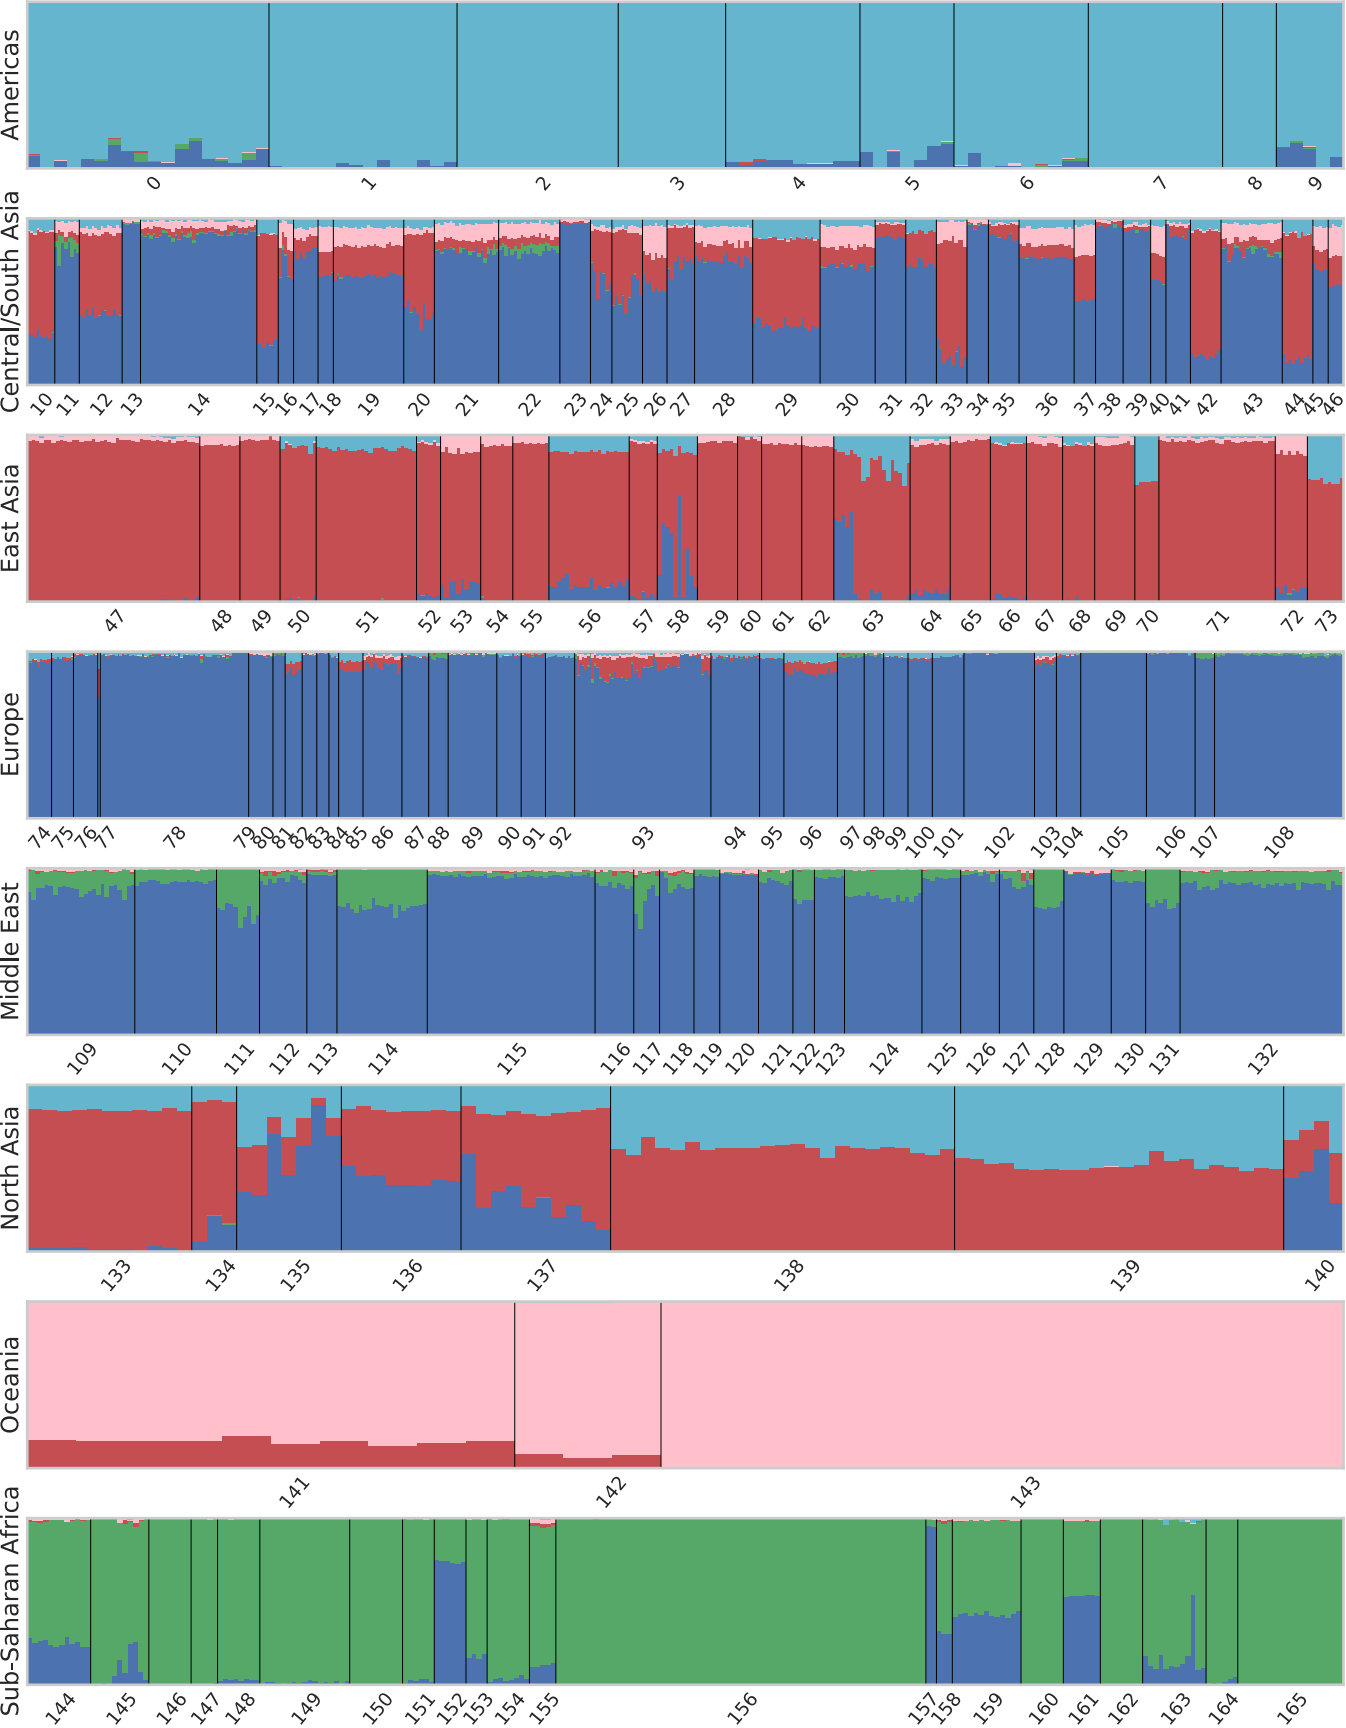 Americas
0 1 2 3 4 5 6 7 8 9
Central/South Asia
10 11 12 13 14 15 16 17 18 19 20 21 22 23 24 25 26 27 28 29 30 31 32 33 34 35 36 37 38 39 40 41 42 43 44 45 46
East Asia
47 48 49 50 51 52 53 54 55 56 57 58 59 60 61 62 63 64 65 66 67 68 69 70 71 72 73
Europe
74 75 76 77 78 79 80 81 82 83 84 85 86 87 88 89 90 91 92 93 94 95 96 97 98 99 100 101 102 103 104 105 106 107 108
Middle East
109 110 111 112 113 114 115 116 117 118 119 120 121 122 123 124 125 126 127 128 129 130 131 132
North Asia
133 134 135 136 137 138 139 140
Oceania
141 142 143
Sub-Saharan Africa
144 145 146 147 148 149 150 151 152 153 154 155 156 157 158 159 160 161 162 163 164 165